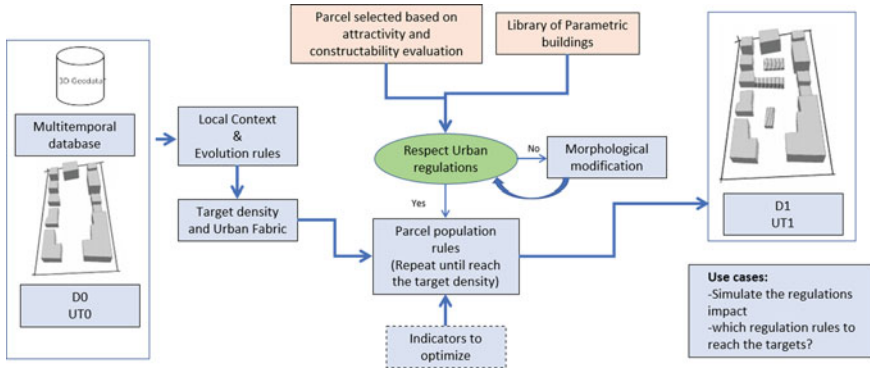 Parcel selected based on
attractivity and
constructability evaluation
Library of Parametric
buildings
3D Geodata
Multitemporal
database
Local Context
&
Evolution rules
Respect Urban
regulations
No
Morphological
modification
Yes
Target density
and Urban Fabric
Parcel population
rules
(Repeat until reach
the target density)
Indicators to
optimize
D0
UT0
D1
UT1
Use cases:
-Simulate the regulations
impact
-which regulation rules to
reach the targets?